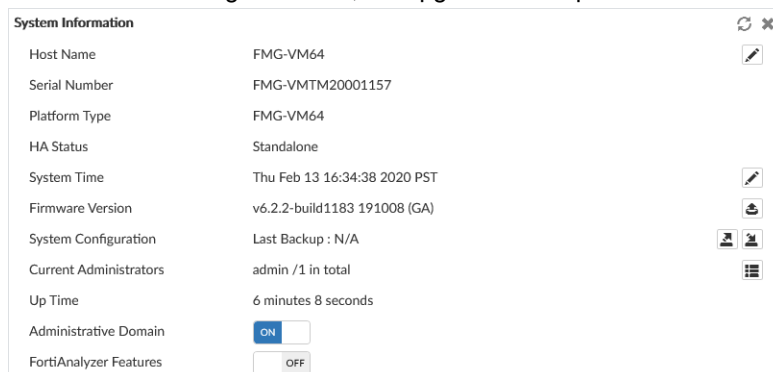 System Information
Host Name FMG-VM64
Serial Number FMG-VMTM20001157
Platform Type FMG-VM64
HA Status Standalone
System Time Thu Feb 13 16:34:38 2020 PST
Firmware Version v6.2.2-build1183 191008 (GA)
System Configuration Last Backup : N/A
Current Administrators admin /1 in total
Up Time 6 minutes 8 seconds
Administrative Domain ON
FortiAnalyzer Features OFF